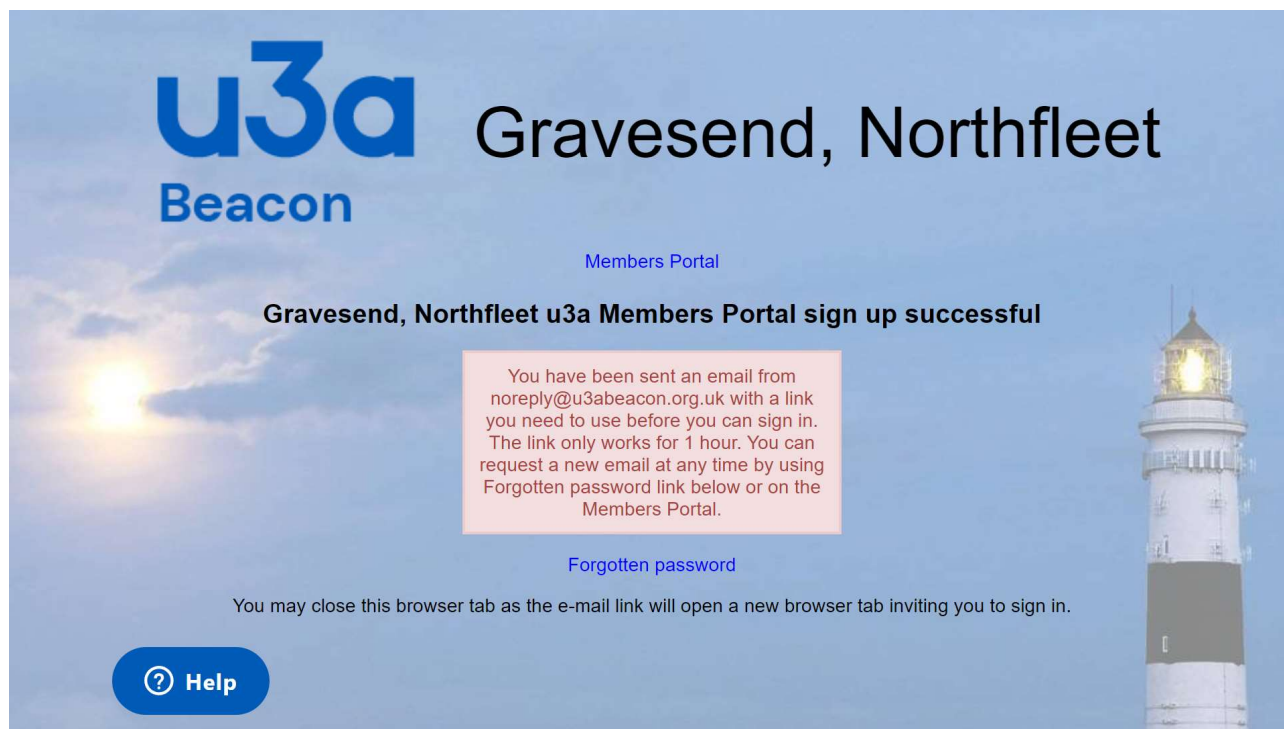 u3a
Beacon
Gravesend, Northfleet
Members Portal
Gravesend, Northfleet u3a Members Portal sign up successful
You have been sent an email from
noreply@u3abeacon.org.uk with a link
you need to use before you can sign in.
The link only works for 1 hour. You can
request a new email at any time by using
Forgotten password link below or on the
Members Portal.
Forgotten password
You may close this browser tab as the e-mail link will open a new browser tab inviting you to sign in.
? Help